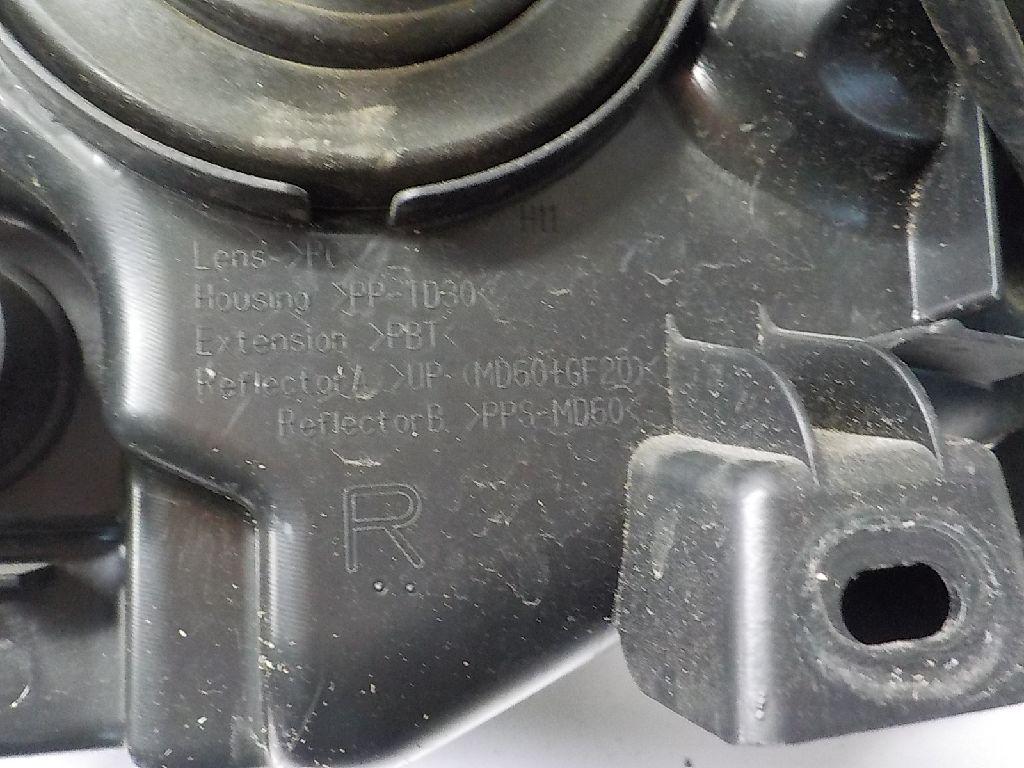 H11
Lens >PC<
Housing >PP-TD30<
Extension >PBT<
ReflectorA >UP-(MD60+GF20)<
ReflectorB >PPS-MD60<
R